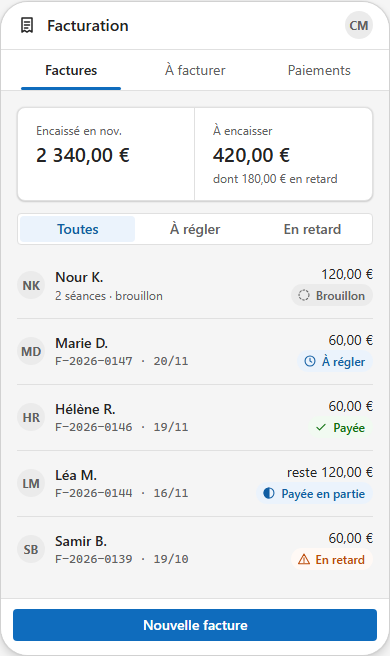 Facturation
CM
Factures
À facturer
Paiements
Encaissé en nov.
2 340,00 €
À encaisser
420,00 €
dont 180,00 € en retard
Toutes
À régler
En retard
NK
Nour K.
2 séances · brouillon
120,00 €
Brouillon
MD
Marie D.
F-2026-0147 · 20/11
60,00 €
À régler
HR
Hélène R.
F-2026-0146 · 19/11
60,00 €
Payée
LM
Léa M.
F-2026-0144 · 16/11
reste 120,00 €
Payée en partie
SB
Samir B.
F-2026-0139 · 19/10
60,00 €
En retard
Nouvelle facture